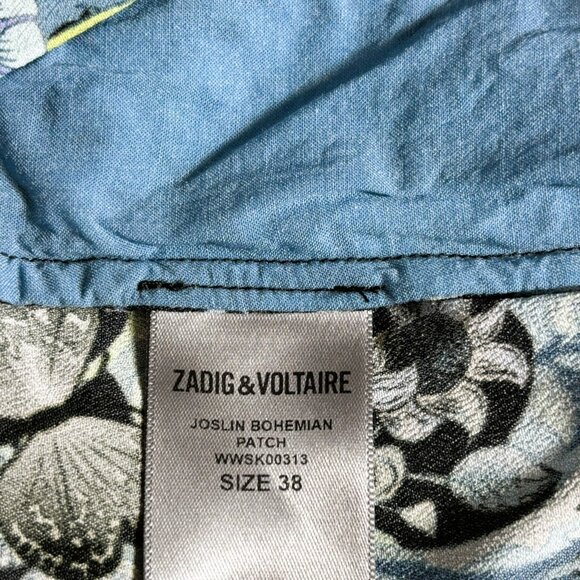 ZADIG&VOLTAIRE
JOSLIN BOHEMIAN
PATCH
WWSK00313
SIZE 38